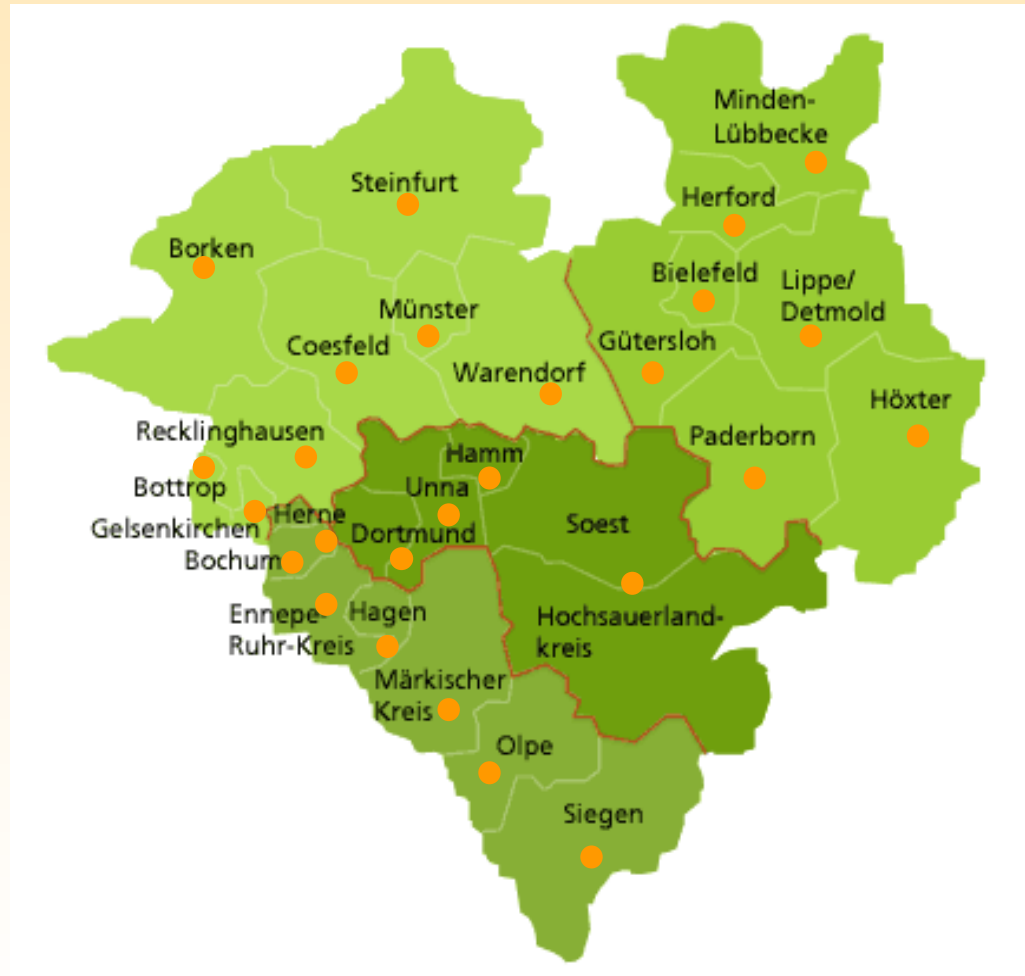 Minden-
Lübbecke
Steinfurt
Herford
Borken
Bielefeld
Lippe/
Detmold
Münster
Gütersloh
Coesfeld
Warendorf
Höxter
Recklinghausen
Paderborn
Hamm
Bottrop
Unna
Herne
Gelsenkirchen
Dortmund
Soest
Bochum
Ennepe-
Ruhr-Kreis
Hagen
Hochsauerland-
kreis
Märkischer
Kreis
Olpe
Siegen